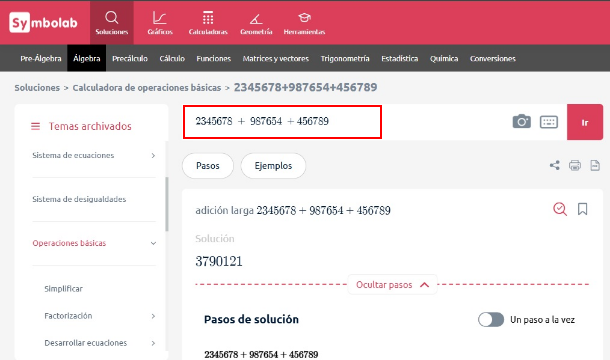 Symbolab
Soluciones Gráficos Calculadoras Geometría Herramientas
Pre-Álgebra Álgebra Precálculo Cálculo Funciones Matrices y vectores Trigonometría Estadística Química Conversiones
Soluciones > Calculadora de operaciones básicas > 2345678+987654+456789
Temas archivados
2345678 + 987654 + 456789
Ir
Sistema de ecuaciones
Pasos Ejemplos
Sistema de desigualdades
adición larga 2345678 + 987654 + 456789
Operaciones básicas
Solución
3790121
Simplificar
Ocultar pasos
Factorización
Pasos de solución
Un paso a la vez
Desarrollar ecuaciones
2345678 + 987654 + 456789